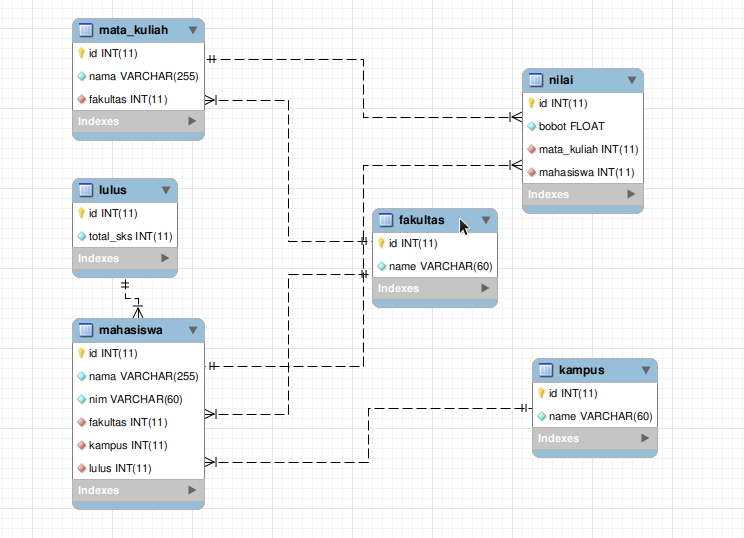 mata_kuliah
id INT(11)
nama VARCHAR(255)
fakultas INT(11)
Indexes
nilai
id INT(11)
bobot FLOAT
mata_kuliah INT(11)
mahasiswa INT(11)
Indexes
lulus
id INT(11)
total_sks INT(11)
Indexes
fakultas
id INT(11)
name VARCHAR(60)
Indexes
mahasiswa
id INT(11)
nama VARCHAR(255)
nim VARCHAR(60)
fakultas INT(11)
kampus INT(11)
lulus INT(11)
Indexes
kampus
id INT(11)
name VARCHAR(60)
Indexes